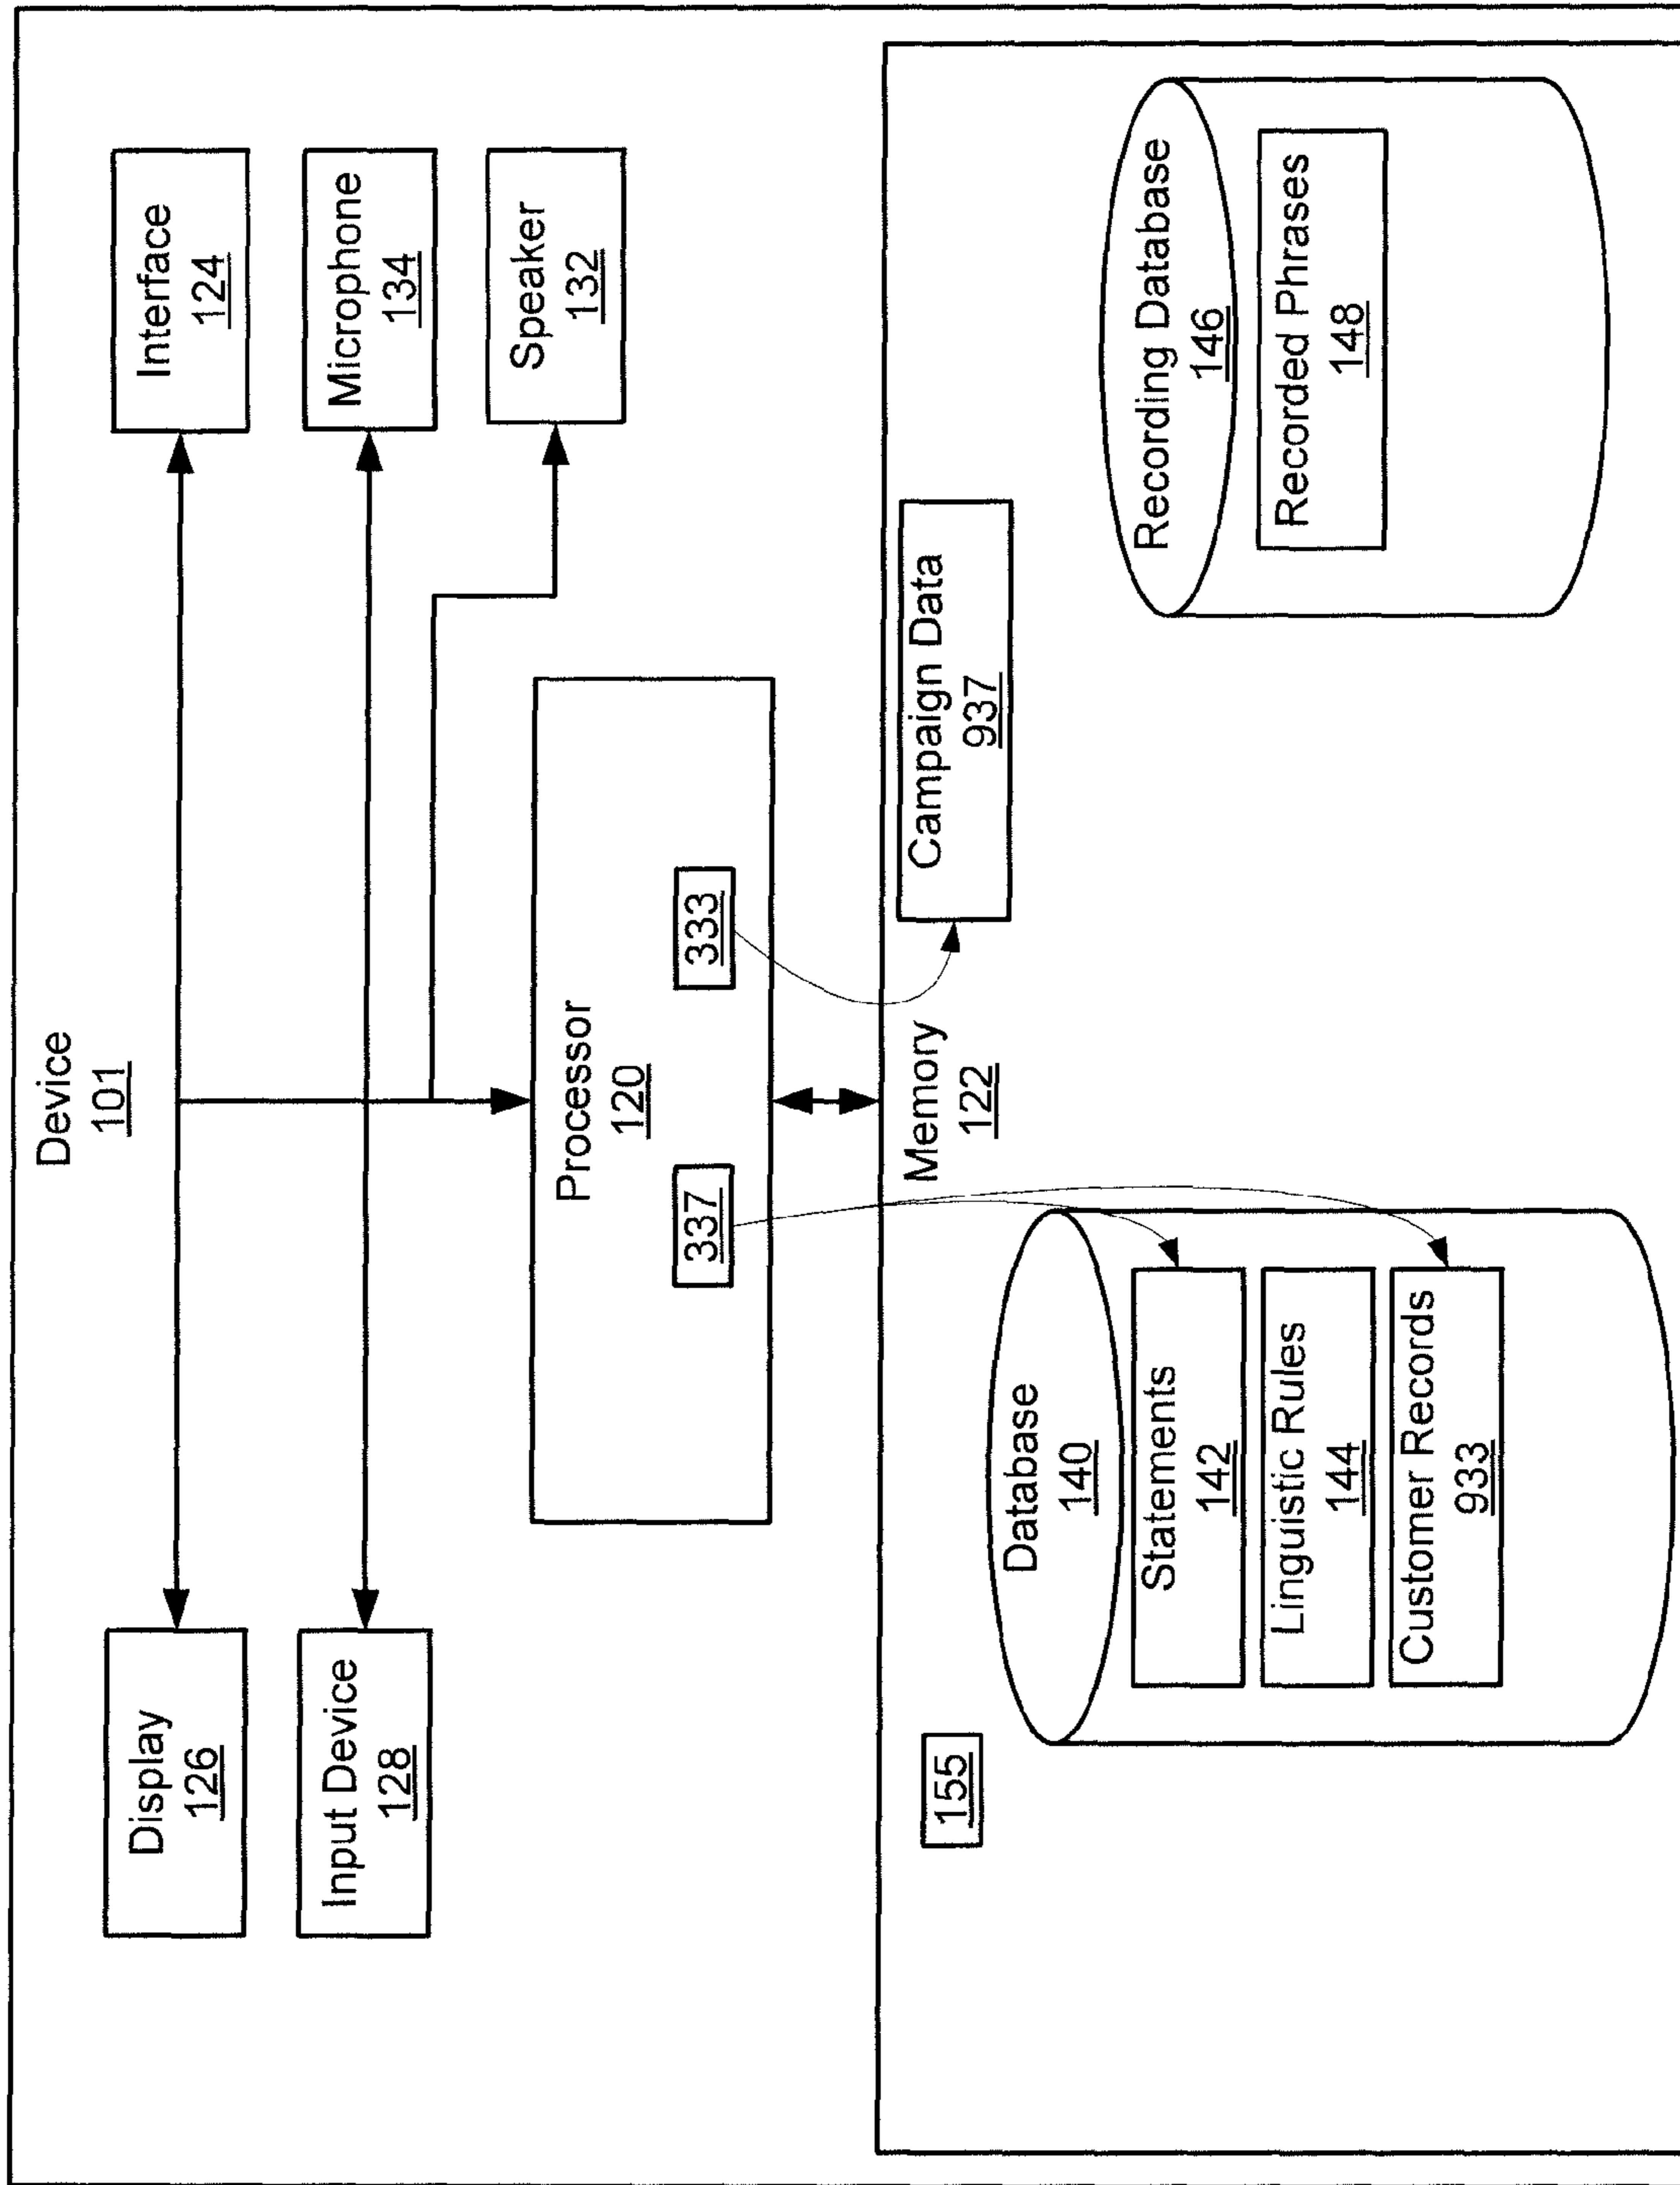 Device
101
Display
126
Interface
124
Input Device
128
Microphone
134
Speaker
132
Processor
120
337
333
Memory
122
155
Campaign Data
937
Database
140
Statements
142
Linguistic Rules
144
Customer Records
933
Recording Database
146
Recorded Phrases
148